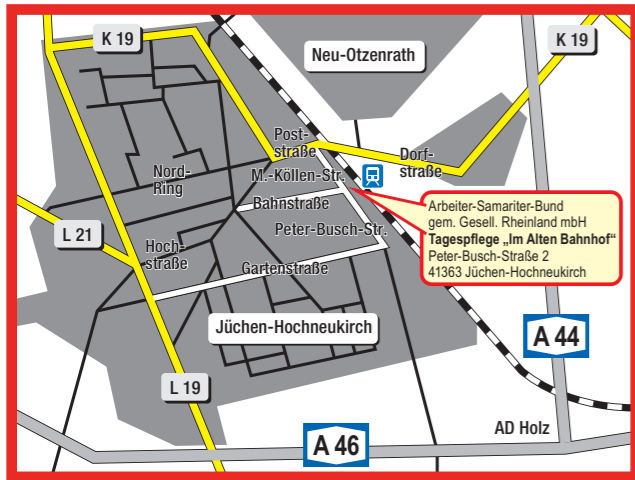 K 19
K 19
Neu-Otzenrath
Post-
straße
Dorf-
straße
Nord-
Ring
M.-Köllen-Str.
Bahnstraße
Peter-Busch-Str.
Arbeiter-Samariter-Bund
gem. Gesell. Rheinland mbH
Tagespflege „Im Alten Bahnhof“
Peter-Busch-Straße 2
41363 Jüchen-Hochneukirch
L 21
Hoch-
straße
Gartenstraße
Jüchen-Hochneukirch
A 44
L 19
AD Holz
A 46